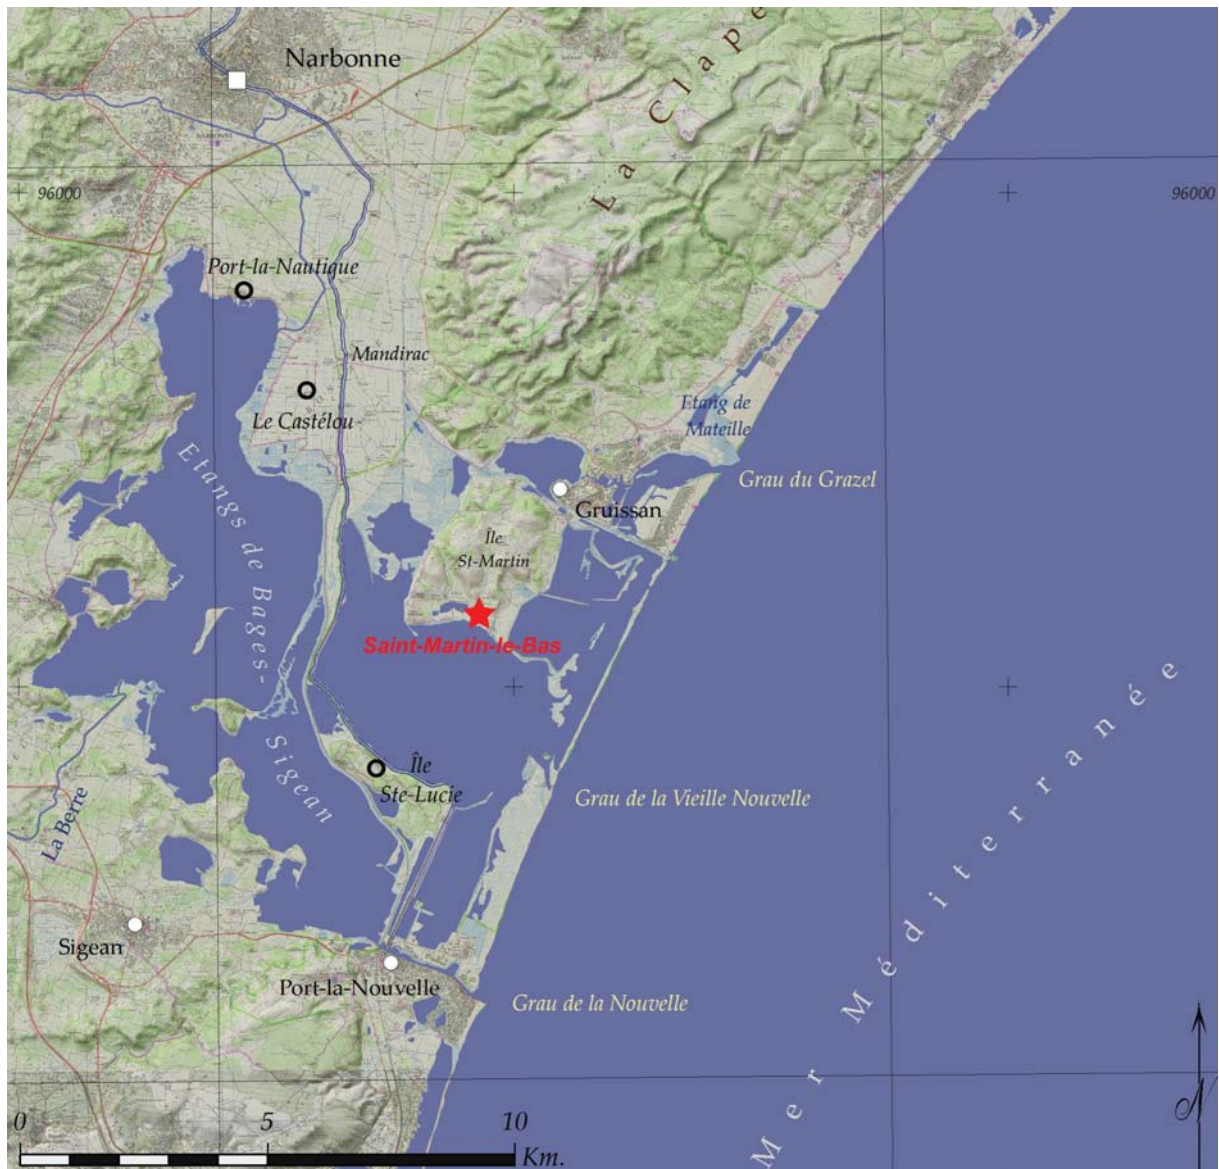 Narbonne
La Clape
96000
96000
Port-la-Nautique
Mandirac
Le Castélou
Etang de
Mateille
Grau du Grazel
Gruissan
Etangs de Bages-
Sigean
Île
St-Martin
Saint-Martin-le-Bas
Île
Ste-Lucie
Grau de la Vieille Nouvelle
La Berre
Mer Méditerranée
Sigean
Port-la-Nouvelle
Grau de la Nouvelle
N
0
5
10
Km.